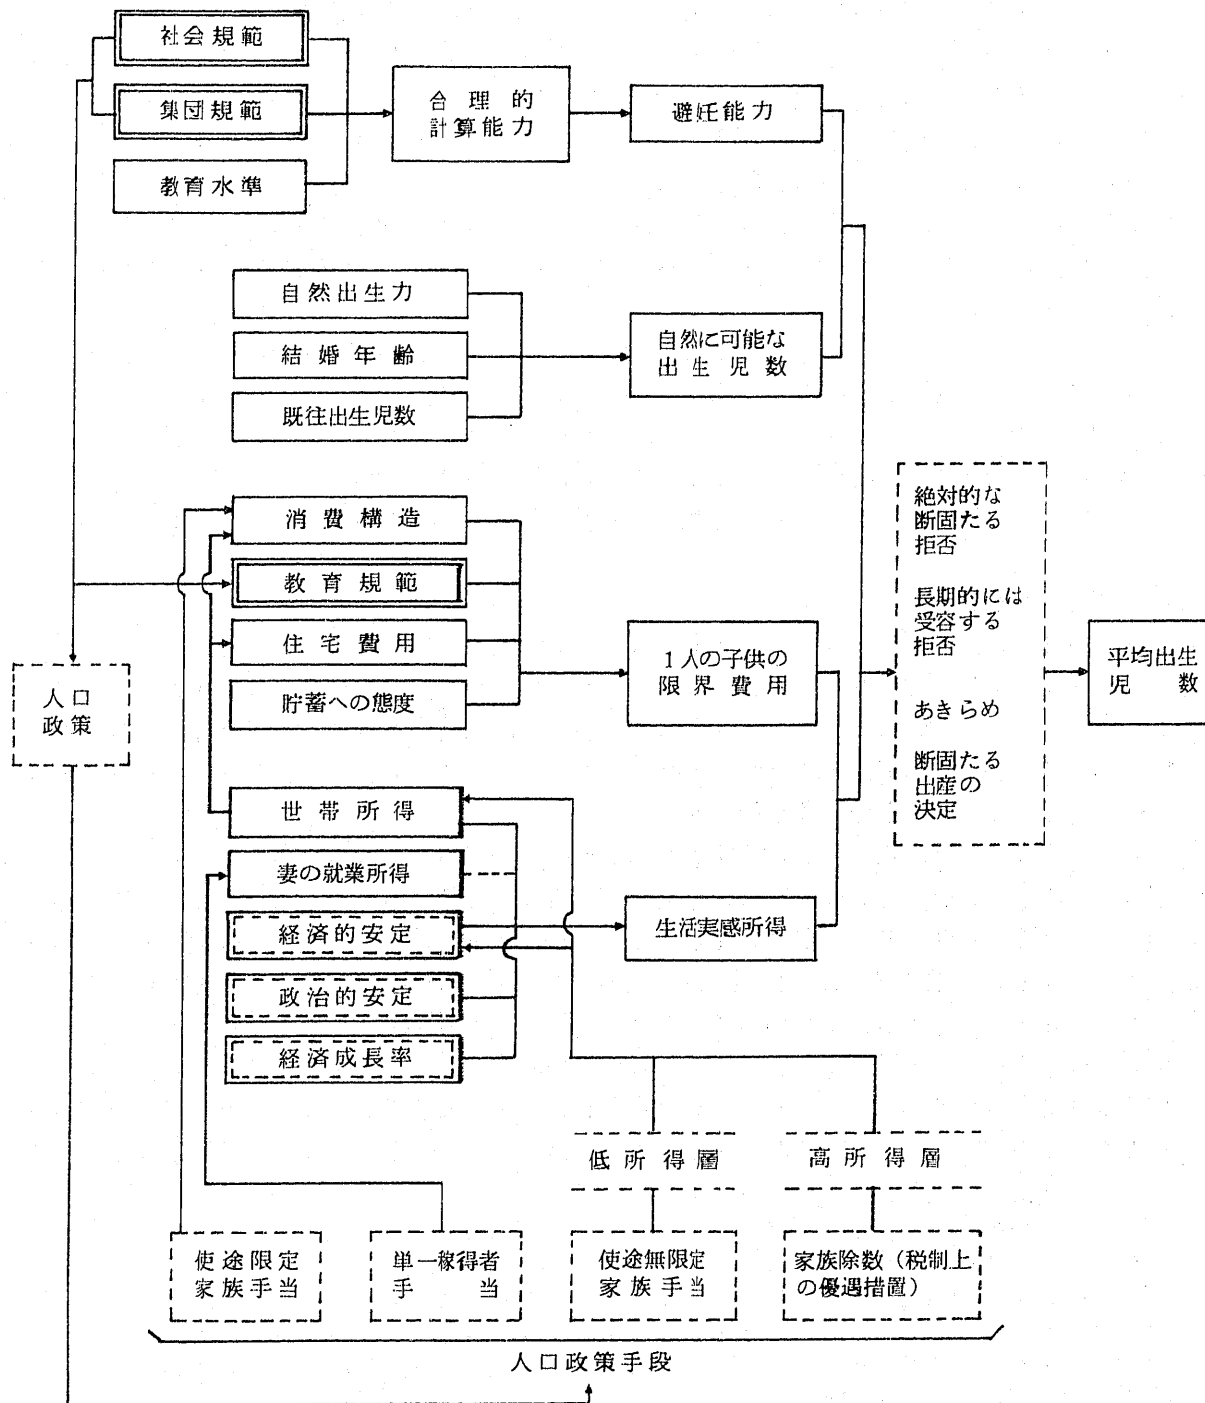 社会規範
集団規範
教育水準
合理的
計算能力
避妊能力
自然出生力
結婚年齢
既往出生児数
自然に可能な
出生児数
消費構造
教育規範
住宅費用
貯蓄への態度
1人の子供の
限界費用
人口
政策
世帯所得
妻の就業所得
経済的安定
政治的安定
経済成長率
生活実感所得
絶対的な
断固たる
拒否
長期的には
受容する
拒否
あきらめ
断固たる
出産の
決定
平均出生
児数
低所得層
高所得層
使途限定
家族手当
単一稼得者
手当
使途無限定
家族手当
家族除数(税制上
の優遇措置)
人口政策手段